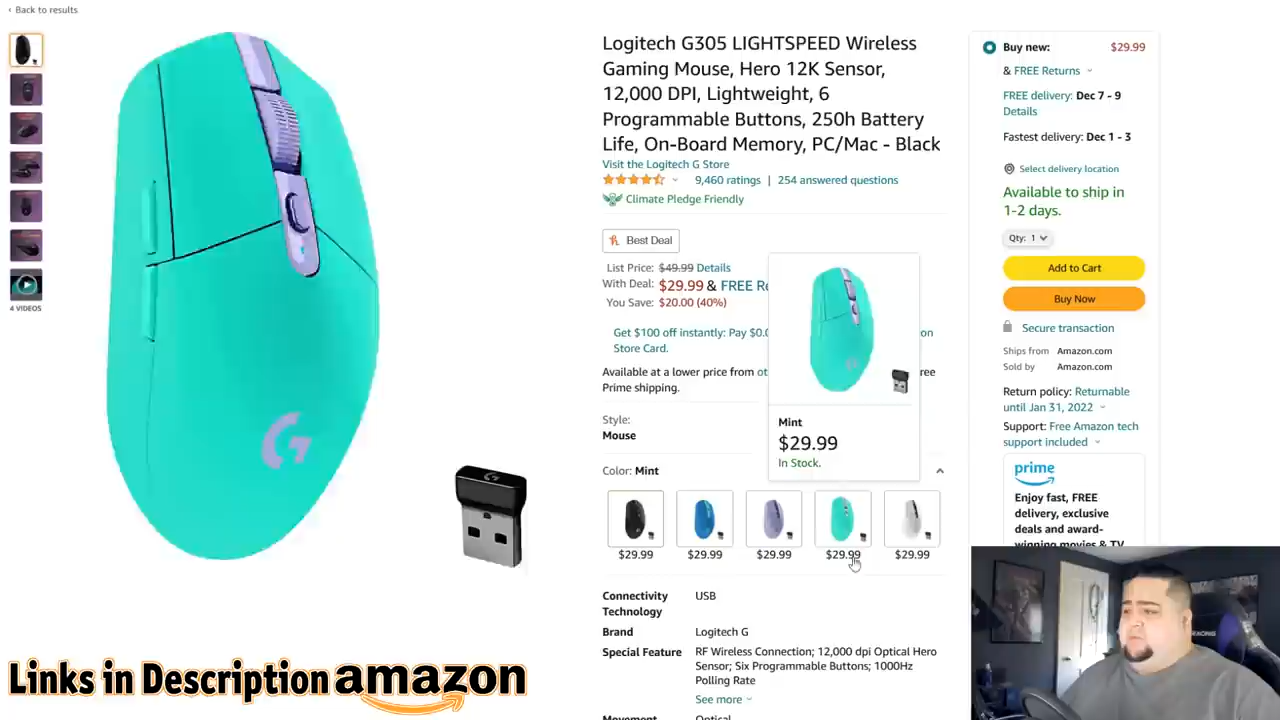 ‹ Back to results
4 VIDEOS
Logitech G305 LIGHTSPEED Wireless
Gaming Mouse, Hero 12K Sensor,
12,000 DPI, Lightweight, 6
Programmable Buttons, 250h Battery
Life, On-Board Memory, PC/Mac - Black
Visit the Logitech G Store
9,460 ratings | 254 answered questions
Climate Pledge Friendly
Best Deal
List Price: $49.99 Details
With Deal: $29.99 & FREE Re
You Save: $20.00 (40%)
Get $100 off instantly: Pay $0.0
on
Store Card.
Available at a lower price from ot
ree
Prime shipping.
Style:
Mouse
Mint
$29.99
In Stock.
Color: Mint
$29.99
$29.99
$29.99
$29.99
$29.99
Connectivity
Technology
USB
Brand
Logitech G
Special Feature
RF Wireless Connection; 12,000 dpi Optical Hero
Sensor; Six Programmable Buttons; 1000Hz
Polling Rate
See more
Movement
Optical
Buy new:
$29.99
& FREE Returns
FREE delivery: Dec 7 - 9
Details
Fastest delivery: Dec 1 - 3
Select delivery location
Available to ship in
1-2 days.
Qty: 1
Add to Cart
Buy Now
Secure transaction
Ships from Amazon.com
Sold by Amazon.com
Return policy: Returnable
until Jan 31, 2022
Support: Free Amazon tech
support included
prime
Enjoy fast, FREE
delivery, exclusive
deals and award-
winning movies & TV
RACING
Links in Description amazon